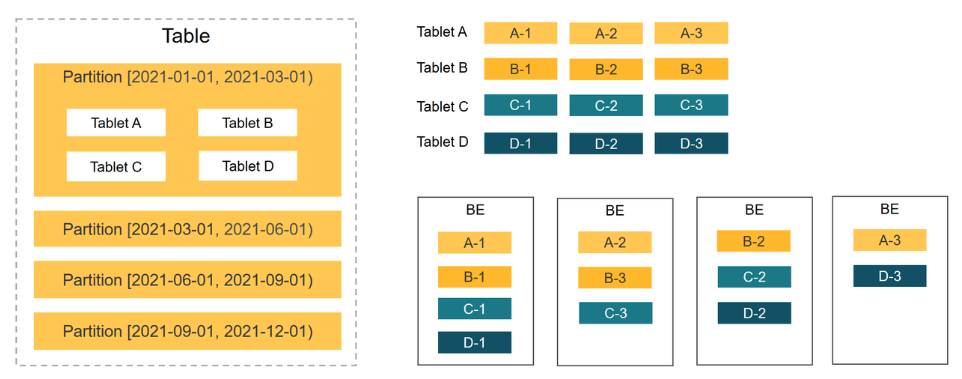 Table
Partition [2021-01-01, 2021-03-01)
Tablet A Tablet B
Tablet C Tablet D
Partition [2021-03-01, 2021-06-01)
Partition [2021-06-01, 2021-09-01)
Partition [2021-09-01, 2021-12-01)
Tablet A A-1 A-2 A-3
Tablet B B-1 B-2 B-3
Tablet C C-1 C-2 C-3
Tablet D D-1 D-2 D-3
BE
A-1
B-1
C-1
D-1
BE
A-2
B-3
C-3
BE
B-2
C-2
D-2
BE
A-3
D-3